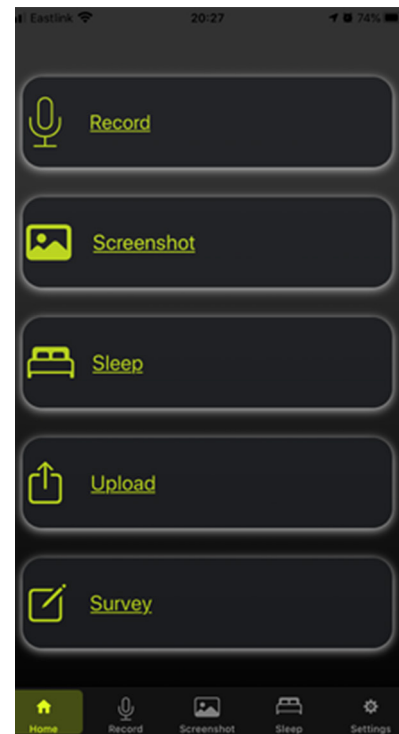 Eastlink 20:27 74%
Record
Screenshot
Sleep
Upload
Survey
Home Record Screenshot Sleep Settings